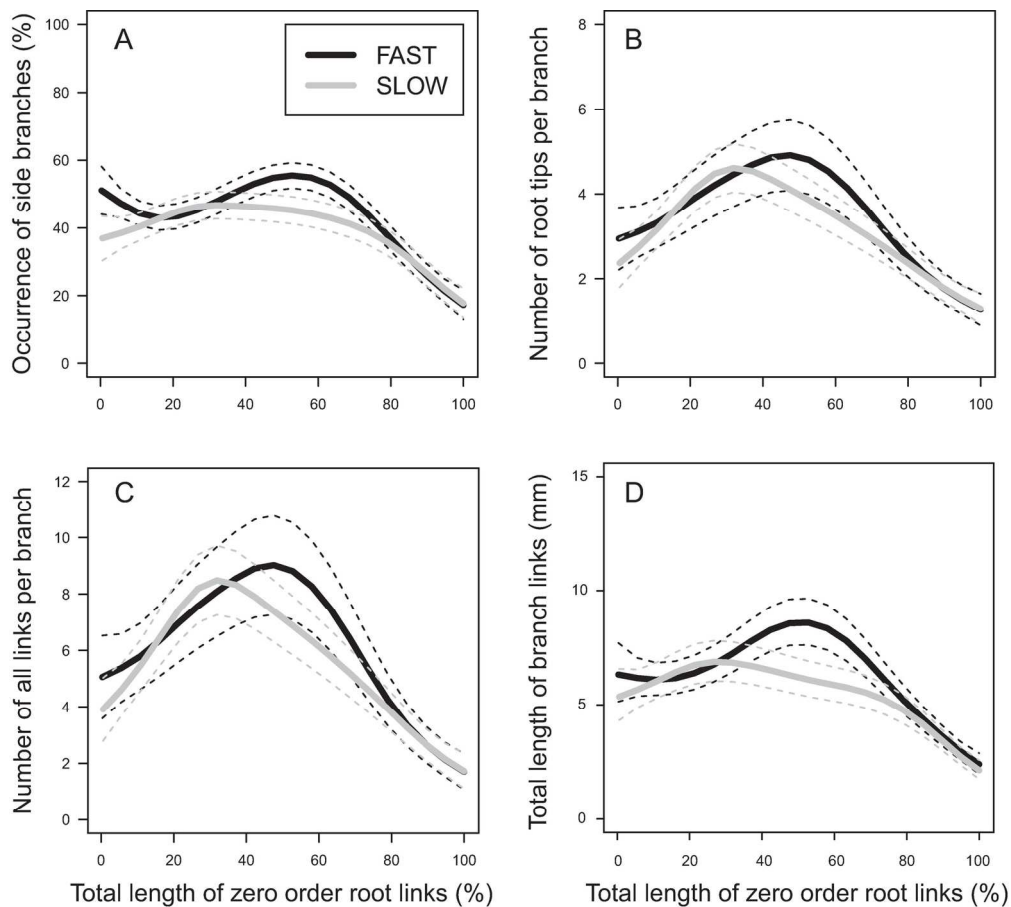 A
Occurrence of side branches (%)
100
80
60
40
20
0
0 20 40 60 80 100
FAST
SLOW
B
Number of root tips per branch
8
6
4
2
0
0 20 40 60 80 100
C
Number of all links per branch
12
10
8
6
4
2
0
0 20 40 60 80 100
Total length of zero order root links (%)
D
Total length of branch links (mm)
15
10
5
0
0 20 40 60 80 100
Total length of zero order root links (%)